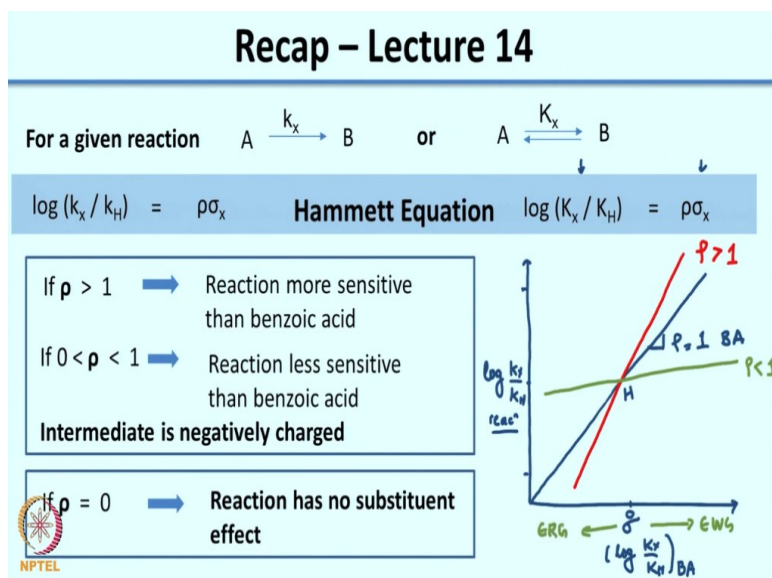 Recap – Lecture 14
For a given reaction A kx B or A Kx B
log (kx / kH) = ρσx Hammett Equation log (Kx / KH) = ρσx
If ρ > 1 Reaction more sensitive
than benzoic acid
If 0<ρ < 1 Reaction less sensitive
than benzoic acid
Intermediate is negatively charged
If ρ = 0 Reaction has no substituent
effect
NPTEL
ρ>1
ρ=1 BA
ρ<1
log kx/kH
reacⁿ
H
ERG EWG
(log Kx/KH)BA